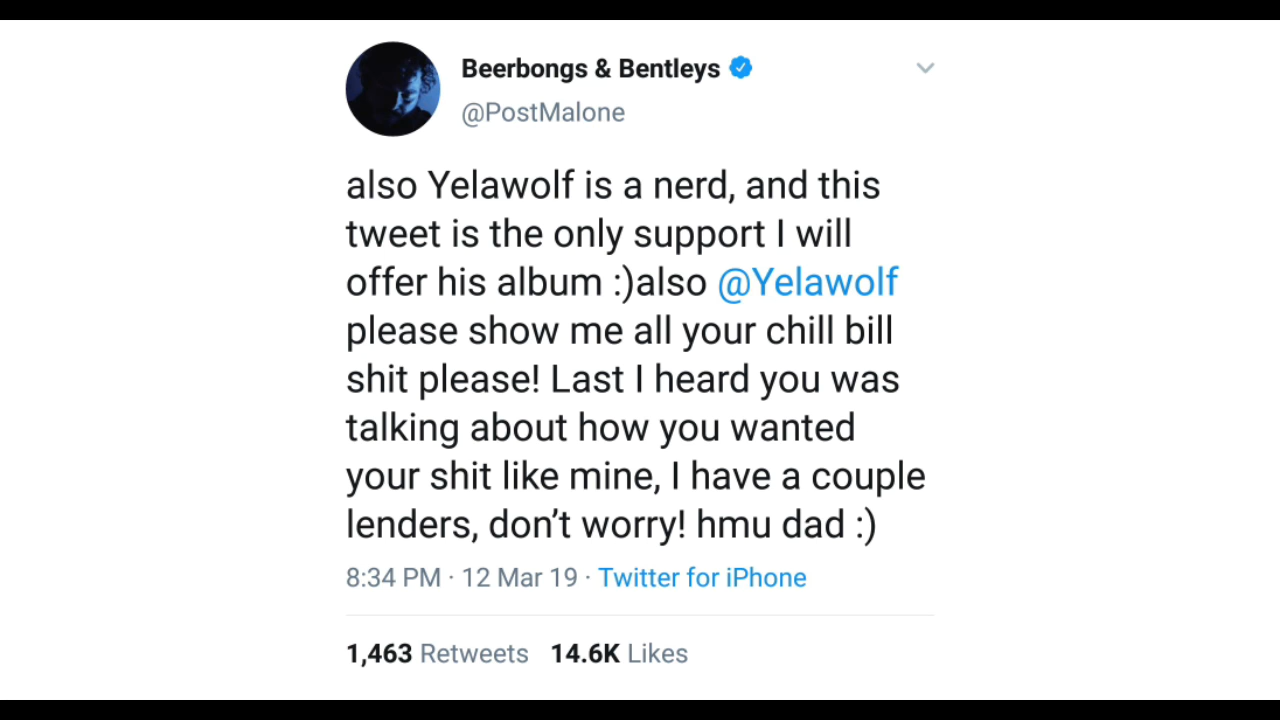 Beerbongs & Bentleys
@PostMalone
also Yelawolf is a nerd, and this
tweet is the only support I will
offer his album :)also @Yelawolf
please show me all your chill bill
shit please! Last I heard you was
talking about how you wanted
your shit like mine, I have a couple
lenders, don’t worry! hmu dad :)
8:34 PM · 12 Mar 19 · Twitter for iPhone
1,463 Retweets 14.6K Likes